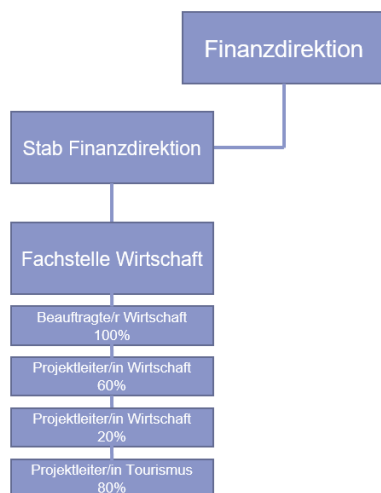 Finanzdirektion
Stab Finanzdirektion
Fachstelle Wirtschaft
Beauftragte/r Wirtschaft
100%
Projektleiter/in Wirtschaft
60%
Projektleiter/in Wirtschaft
20%
Projektleiter/in Tourismus
80%